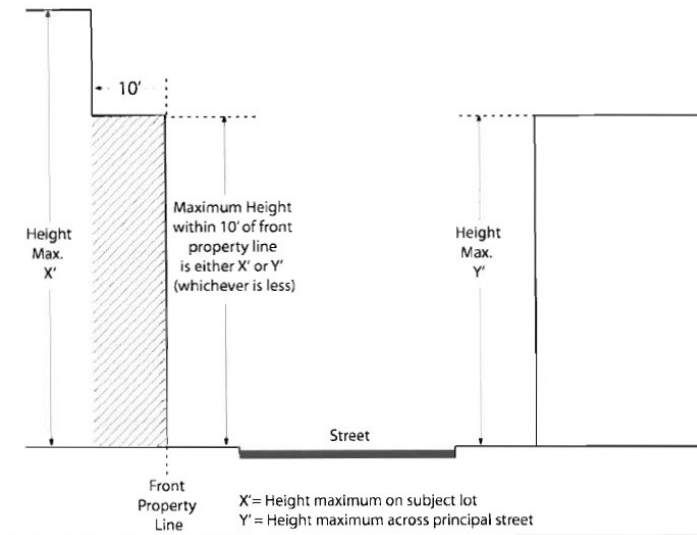 10'
Height
Max.
X'
Maximum Height
within 10' of front
property line
is either X' or Y'
(whichever is less)
Height
Max.
Y'
Street
Front
Property
Line
X'= Height maximum on subject lot
Y' = Height maximum across principal street